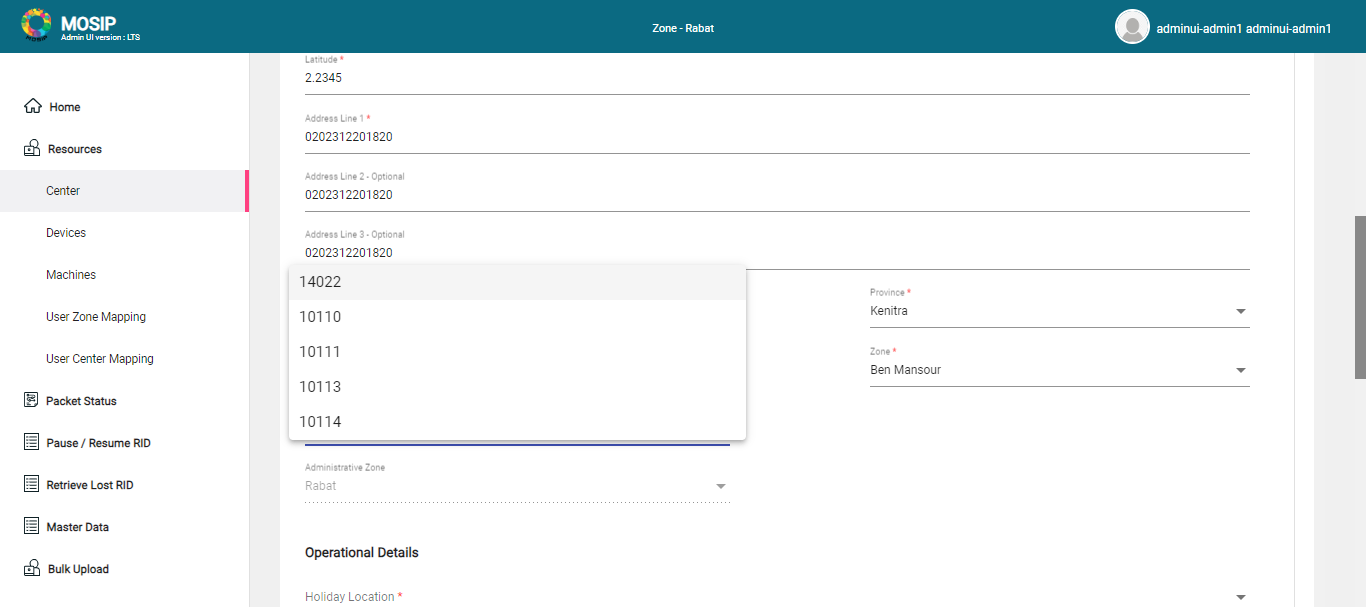 MOSIP
Admin UI version : LTS
Zone - Rabat
adminui-admin1 adminui-admin1
Home
Resources
Center
Devices
Machines
User Zone Mapping
User Center Mapping
Packet Status
Pause / Resume RID
Retrieve Lost RID
Master Data
Bulk Upload
Latitude *
2.2345
Address Line 1 *
0202312201820
Address Line 2 - Optional
0202312201820
Address Line 3 - Optional
0202312201820
14022
10110
10111
10113
10114
Province *
Kenitra
Zone *
Ben Mansour
Administrative Zone
Rabat
Operational Details
Holiday Location *